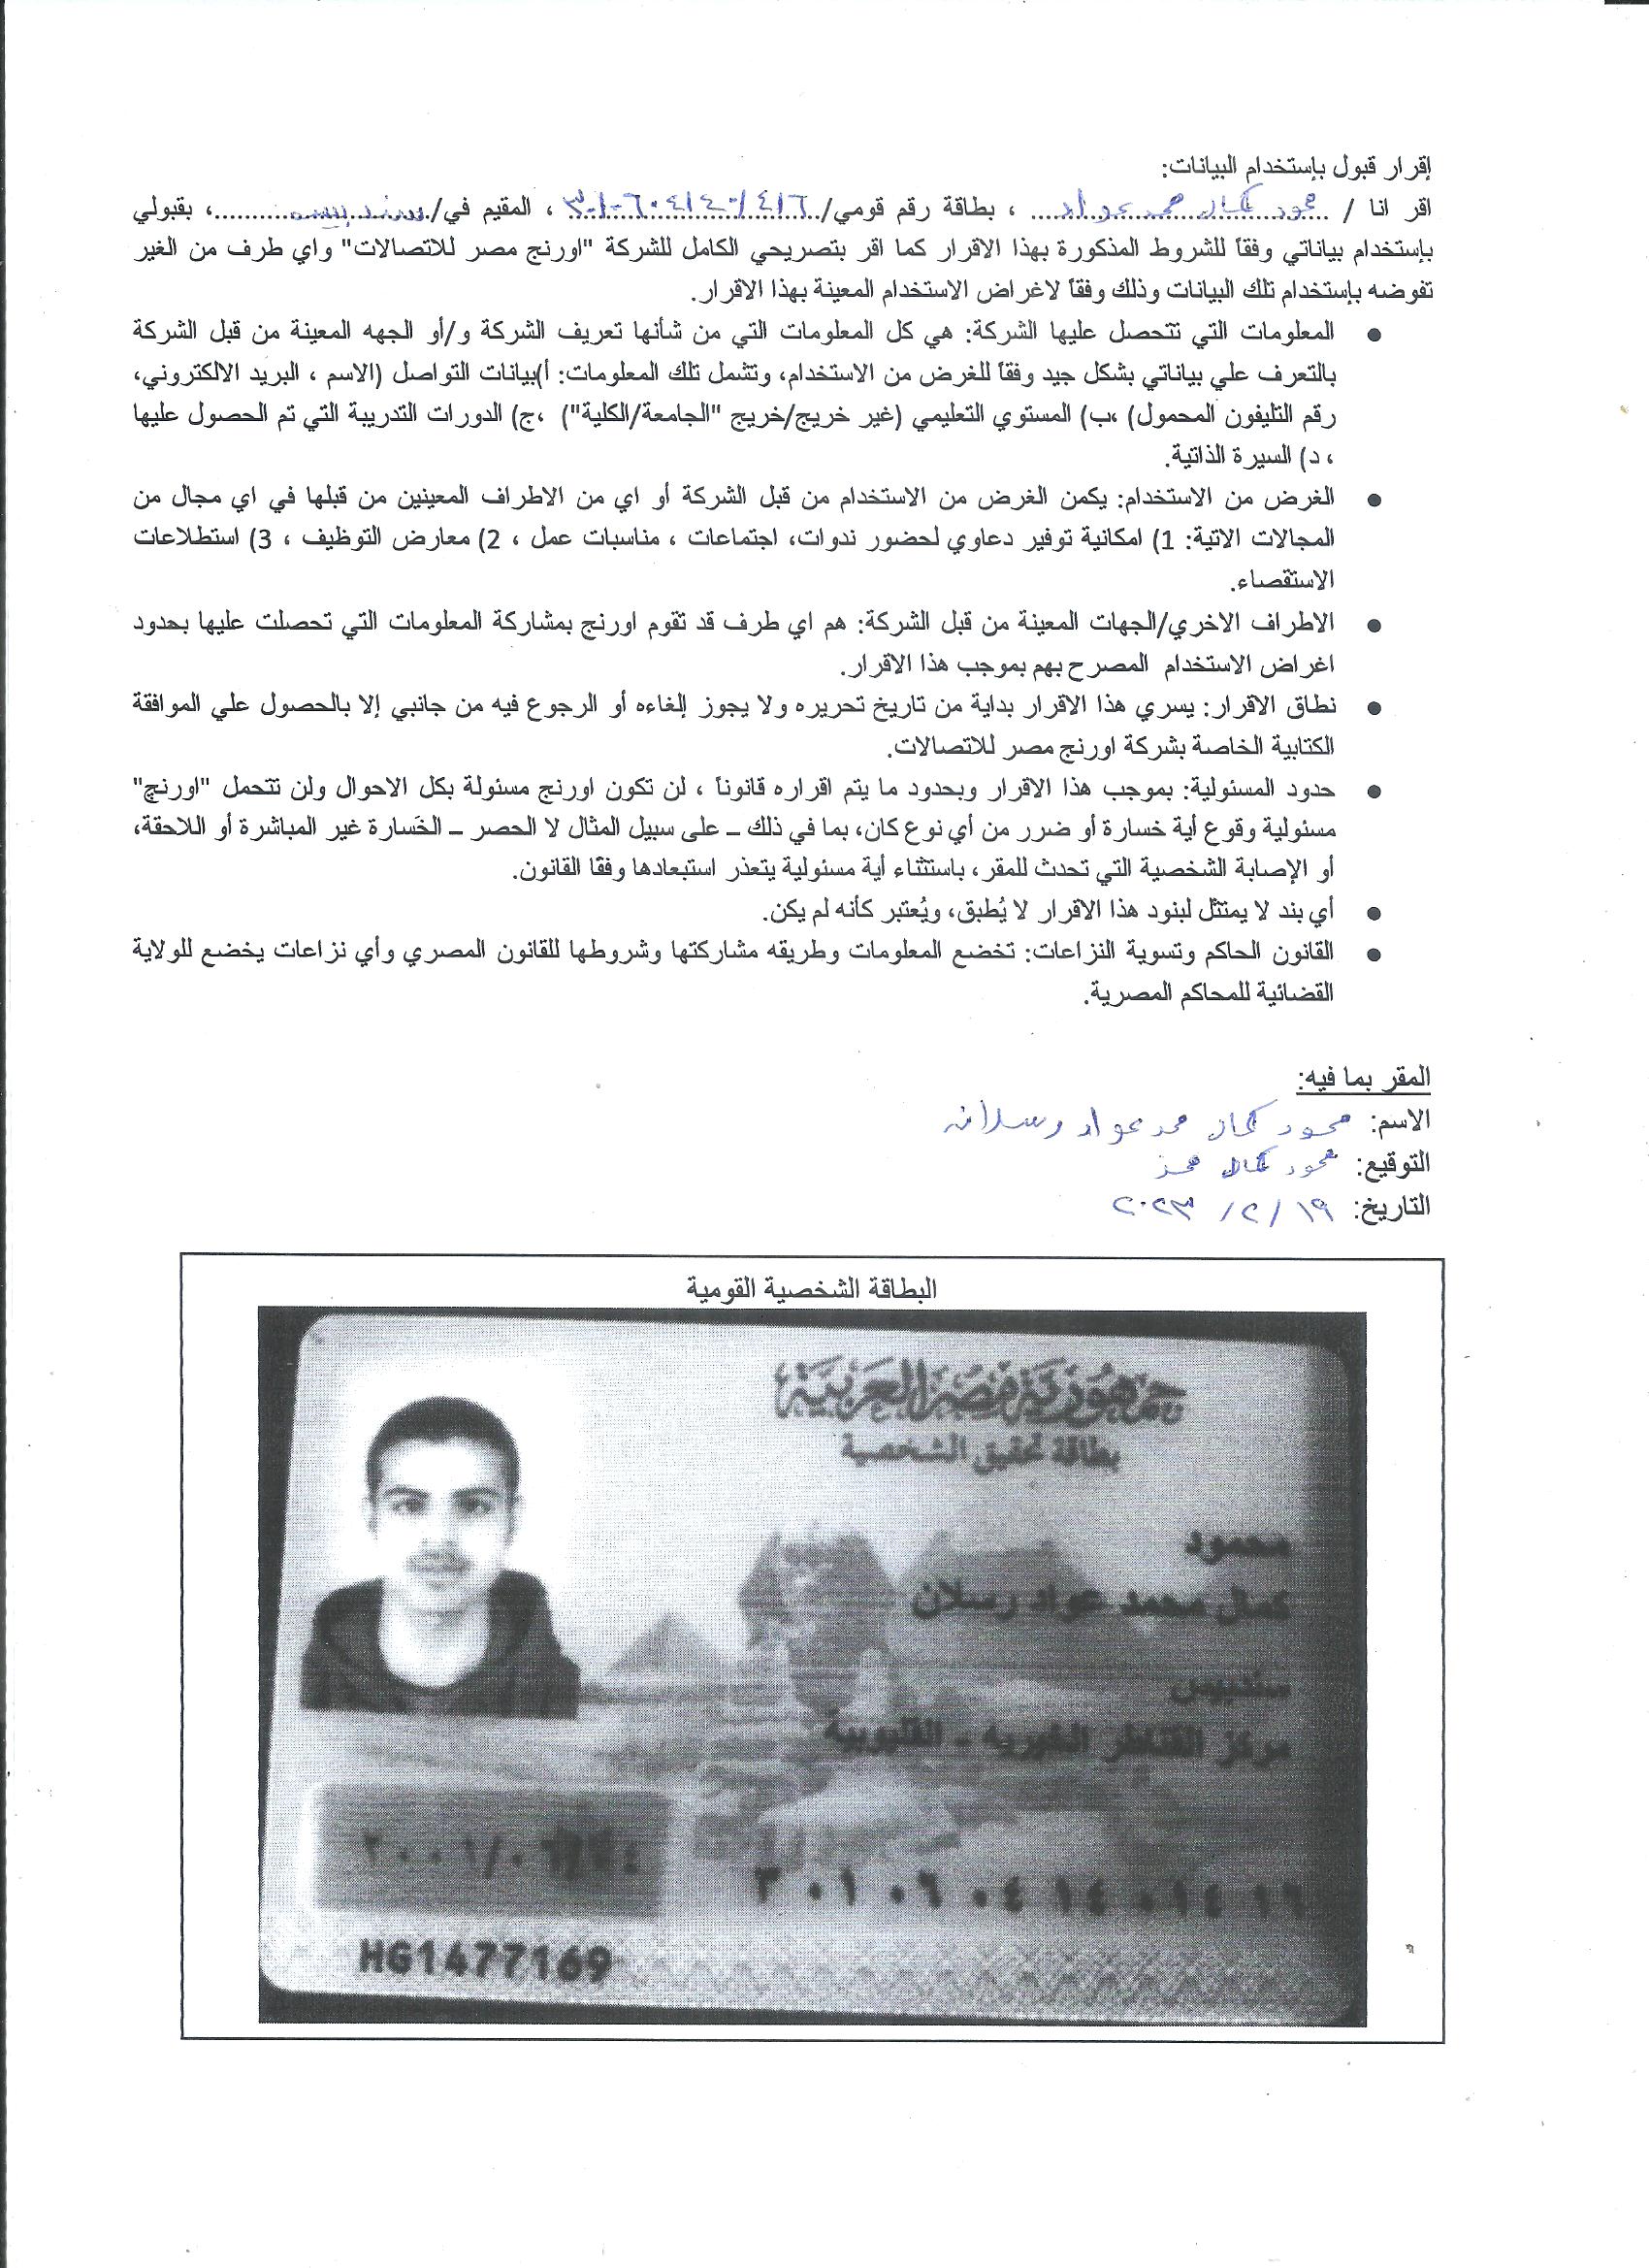 إقرار قبول بإستخدام البيانات:
اقر انا / محمود كمال محمد عواد ، بطاقة رقم قومي/ ٣٠١٠٦٠٤١٤٠١٤١٦ ، المقيم في/ سنديس ، بقبولي
بإستخدام بياناتي وفقاً للشروط المذكورة بهذا الاقرار كما اقر بتصريحي الكامل للشركة "اورنج مصر للاتصالات" واي طرف من الغير
تفوضه بإستخدام تلك البيانات وذلك وفقاً لاغراض الاستخدام المعينة بهذا الاقرار.
• المعلومات التي تتحصل عليها الشركة: هي كل المعلومات التي من شأنها تعريف الشركة و/أو الجهه المعينة من قبل الشركة
بالتعرف علي بياناتي بشكل جيد وفقاً للغرض من الاستخدام، وتشمل تلك المعلومات: أ)بيانات التواصل (الاسم ، البريد الالكتروني،
رقم التليفون المحمول) ،ب) المستوي التعليمي (غير خريج/خريج "الجامعة/الكلية") ،ج) الدورات التدريبة التي تم الحصول عليها
، د) السيرة الذاتية.
• الغرض من الاستخدام: يكمن الغرض من الاستخدام من قبل الشركة أو اي من الاطراف المعينين من قبلها في اي مجال من
المجالات الاتية: 1) امكانية توفير دعاوي لحضور ندوات، اجتماعات ، مناسبات عمل ، 2) معارض التوظيف ، 3) استطلاعات
الاستقصاء.
• الاطراف الاخري/الجهات المعينة من قبل الشركة: هم اي طرف قد تقوم اورنج بمشاركة المعلومات التي تحصلت عليها بحدود
اغراض الاستخدام المصرح بهم بموجب هذا الاقرار.
• نطاق الاقرار: يسري هذا الاقرار بداية من تاريخ تحريره ولا يجوز إلغاءه أو الرجوع فيه من جانبي إلا بالحصول علي الموافقة
الكتابية الخاصة بشركة اورنج مصر للاتصالات.
• حدود المسئولية: بموجب هذا الاقرار وبحدود ما يتم اقراره قانوناً ، لن تكون اورنج مسئولة بكل الاحوال ولن تتحمل "اورنچ"
مسئولية وقوع أية خسارة أو ضرر من أي نوع كان، بما في ذلك – على سبيل المثال لا الحصر – الخسارة غير المباشرة أو اللاحقة،
أو الإصابة الشخصية التي تحدث للمقر، باستثناء أية مسئولية يتعذر استبعادها وفقًا القانون.
• أي بند لا يمتثل لبنود هذا الاقرار لا يُطبق، ويُعتبر كأنه لم يكن.
• القانون الحاكم وتسوية النزاعات: تخضع المعلومات وطريقه مشاركتها وشروطها للقانون المصري وأي نزاعات يخضع للولاية
القضائية للمحاكم المصرية.
المقر بما فيه:
الاسم: محمود كمال محمد عواد رسلان
التوقيع: محمود كمال محمد
التاريخ: ١٩ / ٢ / ٢٠٢٣
البطاقة الشخصية القومية
جمهورية مصر العربية
بطاقة تحقيق الشخصية
محمود
كمال محمد عواد رسلان
سنديس
مركز القناطر الخيريه - القليوبية
٢٠٠١/٠٦/٠٤
٣٠١٠٦٠٤١٤٠١٤١٦
HG1477169